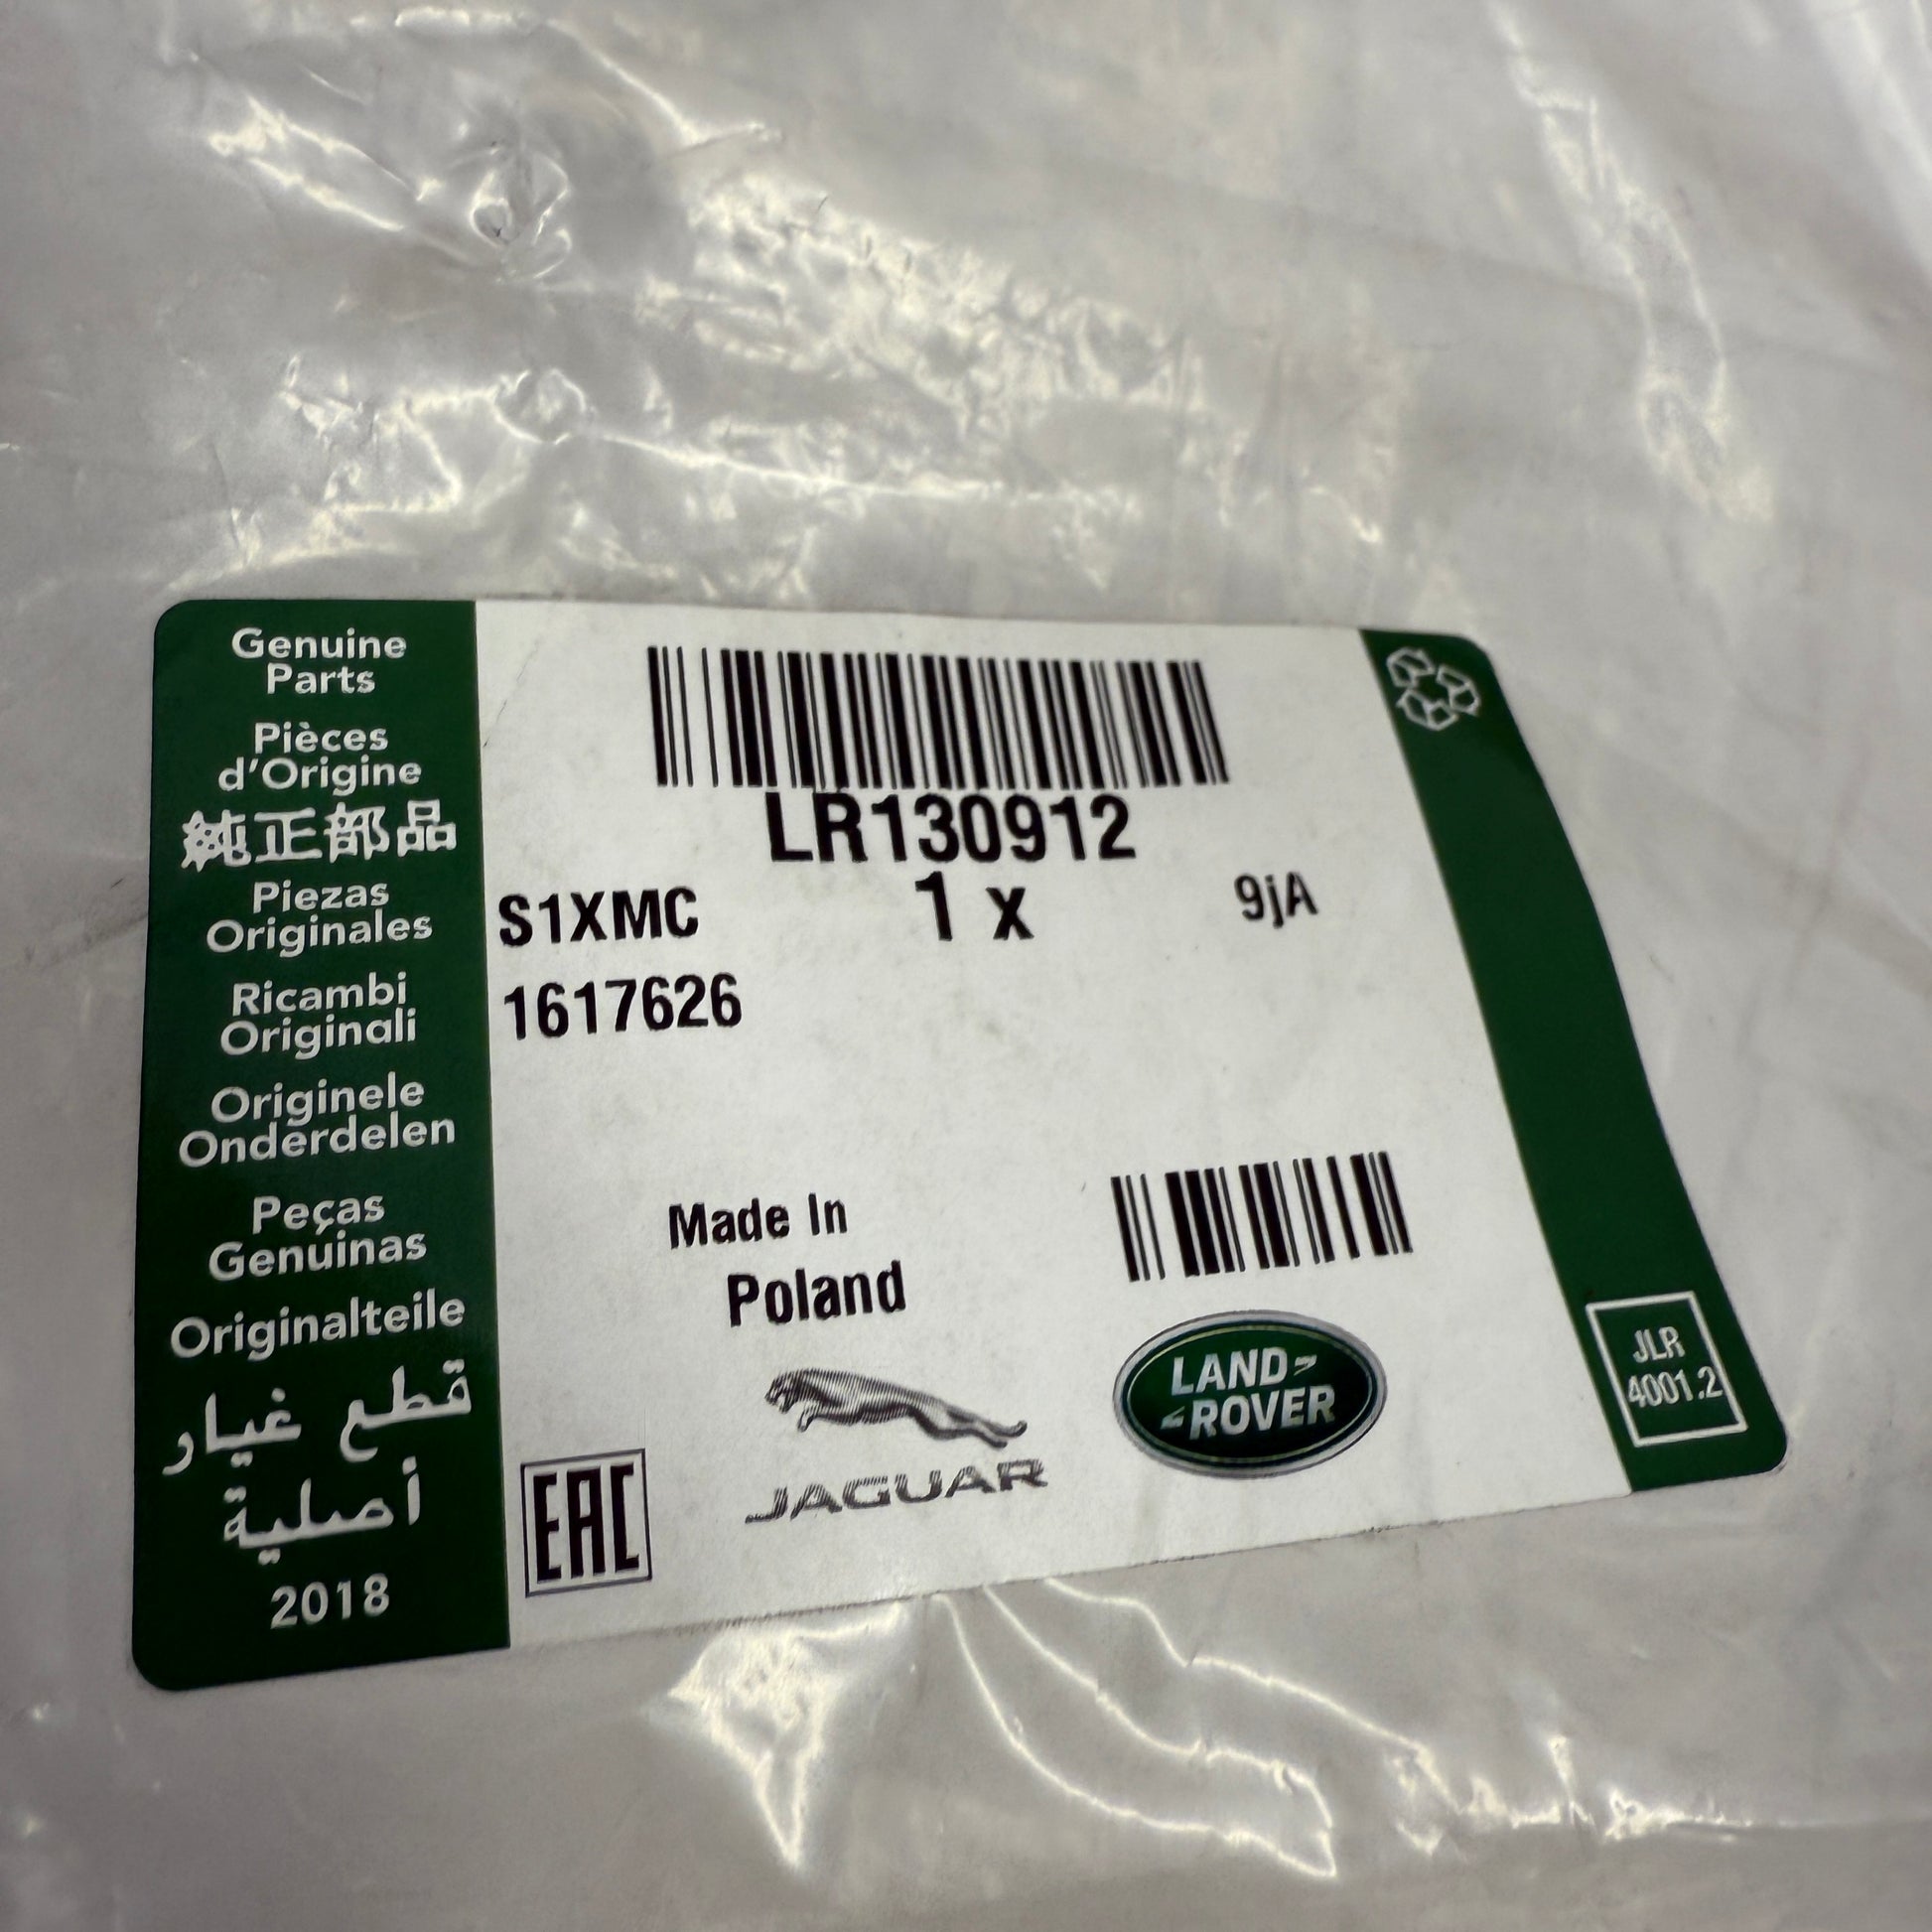 Genuine
Parts
Pièces
d'Origine
純正部品
Piezas
Originales
Ricambi
Originali
Originele
Onderdelen
Peças
Genuinas
Originalteile
قطع غيار
أصلية
2018
LR130912
S1XMC 1 x 9jA
1617626
Made In
Poland
EAC
JAGUAR
LAND
ROVER
JLR
4001.2